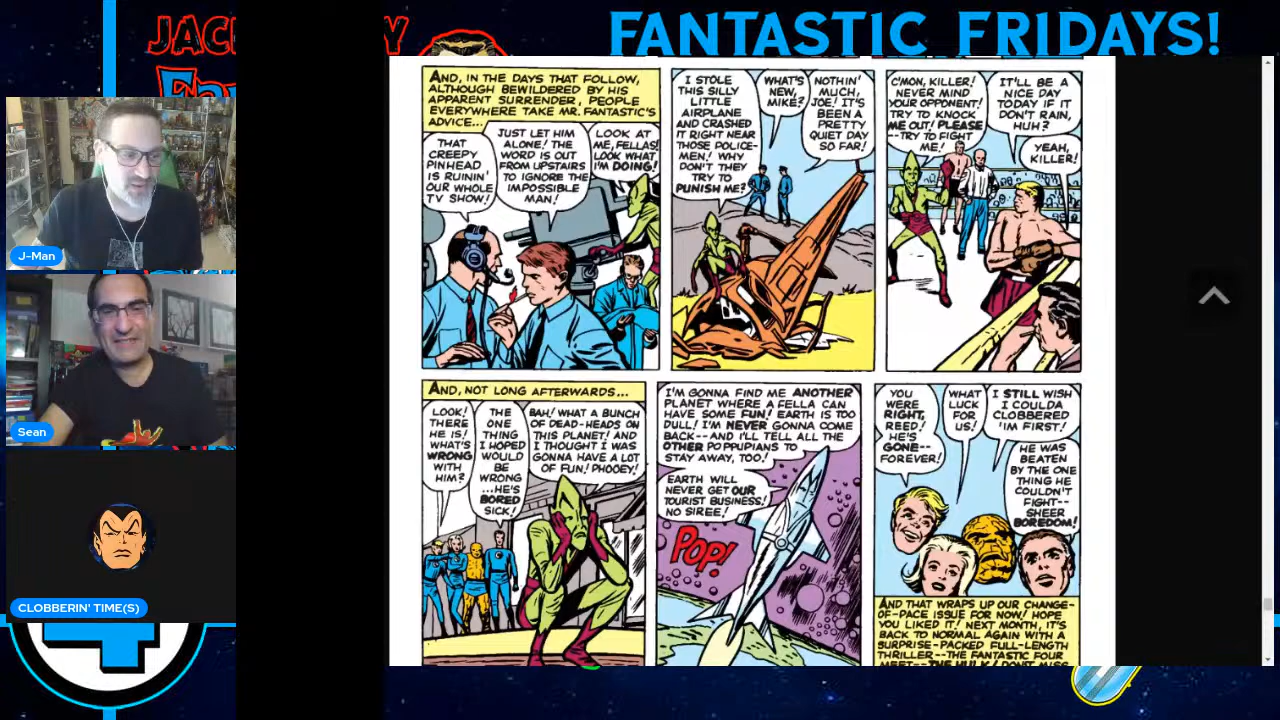 JAC
Y
FANTASTIC FRIDAYS!
J-Man
Sean
CLOBBERIN' TIME(S)
AND, IN THE DAYS THAT FOLLOW,
ALTHOUGH BEWILDERED BY HIS
APPARENT SURRENDER, PEOPLE
EVERYWHERE TAKE MR. FANTASTIC'S
ADVICE...
THAT
CREEPY
PINHEAD
IS RUININ'
OUR WHOLE
TV SHOW!
JUST LET HIM
ALONE! THE
WORD IS OUT
FROM UPSTAIRS
TO IGNORE THE
IMPOSSIBLE
MAN!
LOOK AT
ME, FELLAS!
LOOK WHAT
I'M DOING!
I STOLE
THIS SILLY
LITTLE
AIRPLANE
AND CRASHED
IT RIGHT NEAR
THOSE POLICE-
MEN! WHY
DON'T THEY
TRY TO
PUNISH ME?
WHAT'S
NEW,
MIKE?
NOTHIN'
MUCH,
JOE! IT'S
BEEN A
PRETTY
QUIET DAY
SO FAR!
C'MON, KILLER!
NEVER MIND
YOUR OPPONENT!
TRY TO KNOCK
ME OUT! PLEASE
--TRY TO FIGHT
ME!
IT'LL BE A
NICE DAY
TODAY IF IT
DON'T RAIN,
HUH?
YEAH,
KILLER!
AND, NOT LONG AFTERWARDS...
LOOK!
THERE
HE IS!
WHAT'S
WRONG
WITH
HIM?
THE
ONE
THING
I HOPED
WOULD
BE
WRONG
...HE'S
BORED
SICK!
BAH! WHAT A BUNCH
OF DEAD-HEADS ON
THIS PLANET! AND
I THOUGHT I WAS
GONNA HAVE A LOT
OF FUN! PHOOEY!
I'M GONNA FIND ME ANOTHER
PLANET WHERE A FELLA CAN
HAVE SOME FUN! EARTH IS TOO
DULL! I'M NEVER GONNA COME
BACK--AND I'LL TELL ALL THE
OTHER POPPUPIANS TO
STAY AWAY, TOO!
EARTH WILL
NEVER GET OUR
TOURIST BUSINESS!
NO SIREE!
POP!
YOU
WERE
RIGHT,
REED!
HE'S
GONE--
FOREVER!
WHAT
LUCK
FOR
US!
I STILL WISH
I COULDA
CLOBBERED
'IM FIRST!
HE WAS
BEATEN
BY THE ONE
THING HE
COULDN'T
FIGHT--
SHEER
BOREDOM!
AND THAT WRAPS UP OUR CHANGE-
OF-PACE ISSUE FOR NOW! HOPE
YOU LIKED IT! NEXT MONTH, IT'S
BACK TO NORMAL AGAIN WITH A
SURPRISE-PACKED FULL-LENGTH
THRILLER--THE FANTASTIC FOUR
MEET--THE HULK! DON'T MISS